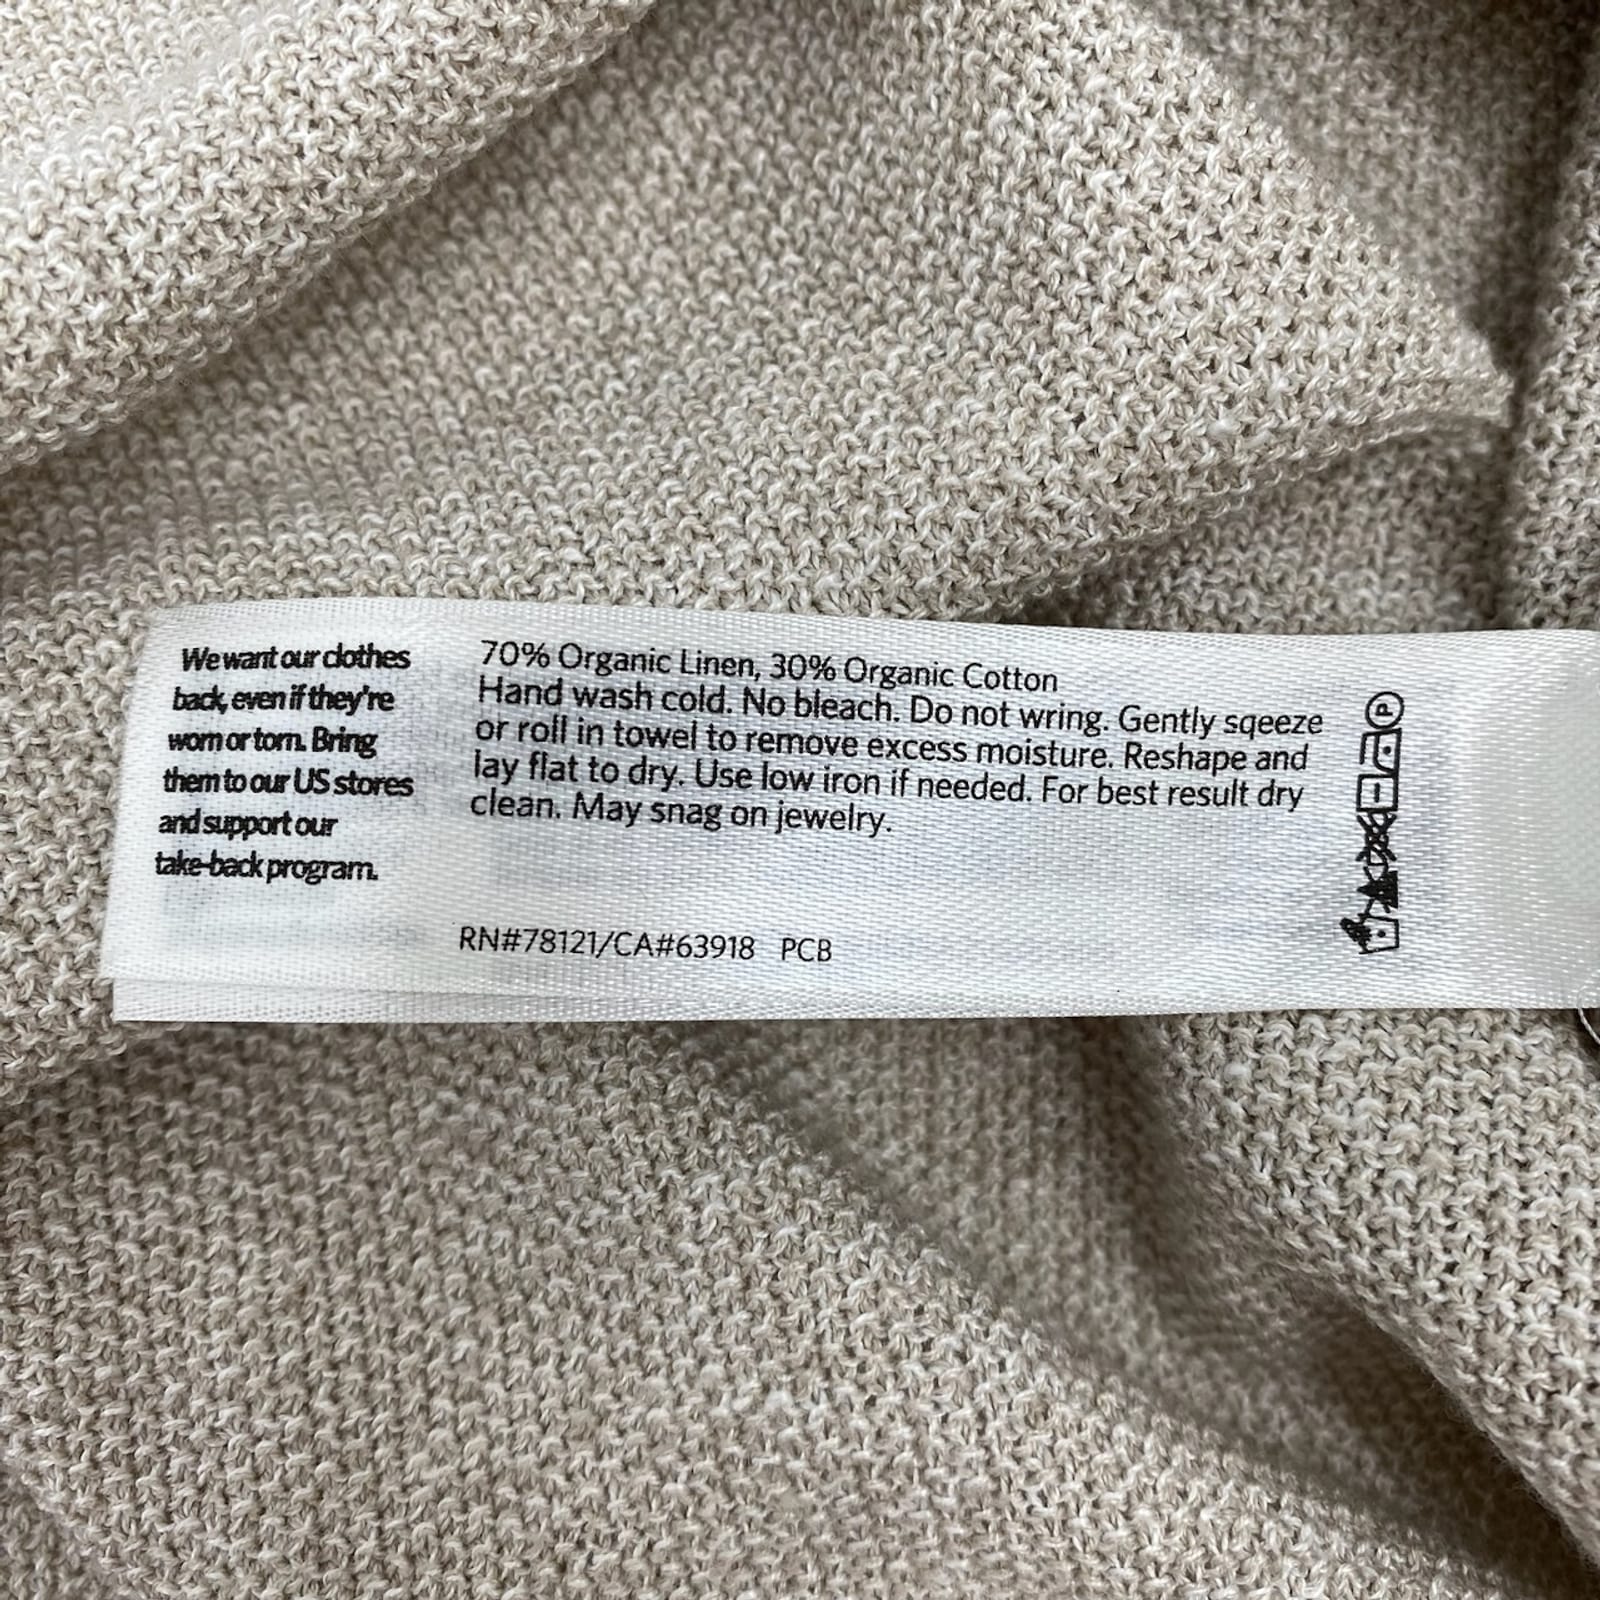 We want our clothes
back, even if they're
worn or torn. Bring
them to our US stores
and support our
take-back program.
70% Organic Linen, 30% Organic Cotton
Hand wash cold. No bleach. Do not wring. Gently sqeeze
or roll in towel to remove excess moisture. Reshape and
lay flat to dry. Use low iron if needed. For best result dry
clean. May snag on jewelry.
RN#78121/CA#63918 PCB
P